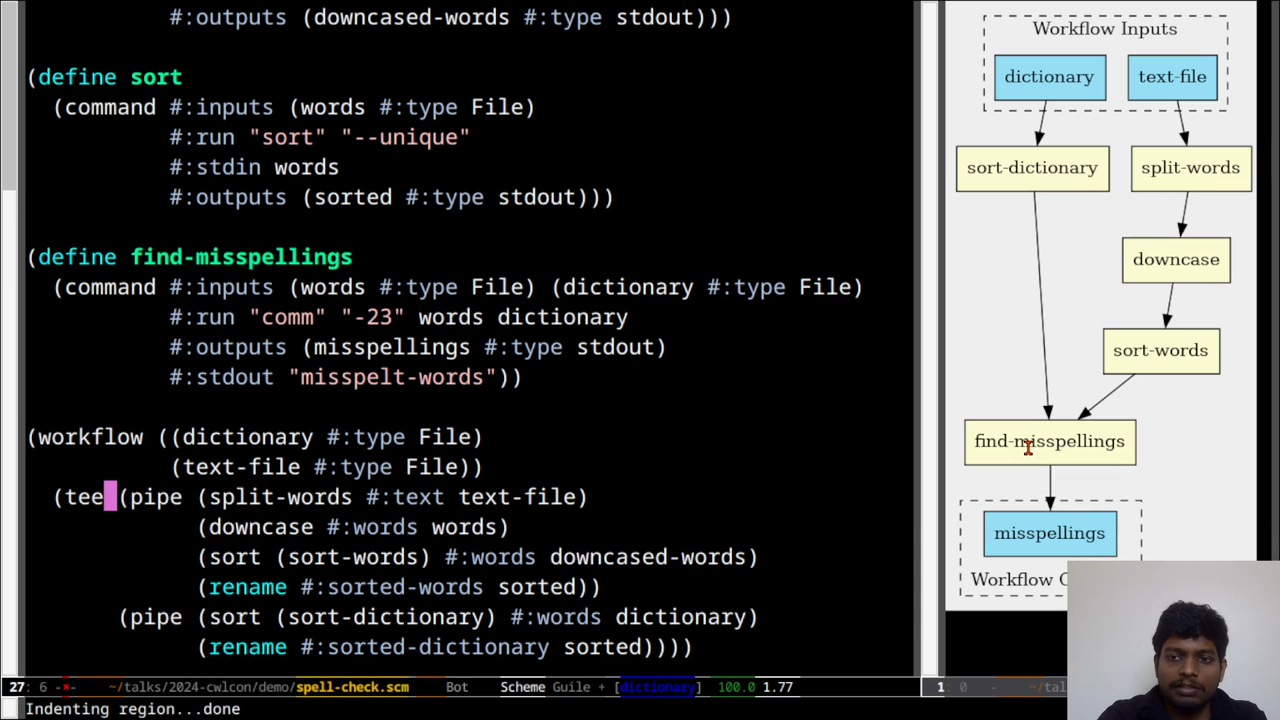 #:outputs (downcased-words #:type stdout)))
(define sort
(command #:inputs (words #:type File)
#:run "sort" "--unique"
#:stdin words
#:outputs (sorted #:type stdout)))
(define find-misspellings
(command #:inputs (words #:type File) (dictionary #:type File)
#:run "comm" "-23" words dictionary
#:outputs (misspellings #:type stdout)
#:stdout "misspelt-words"))
(workflow ((dictionary #:type File)
(text-file #:type File))
(tee (pipe (split-words #:text text-file)
(downcase #:words words)
(sort (sort-words) #:words downcased-words)
(rename #:sorted-words sorted))
(pipe (sort (sort-dictionary) #:words dictionary)
(rename #:sorted-dictionary sorted))))
27: 6 -*- ~/talks/2024-cwlcon/demo/spell-check.scm Bot Scheme Guile + [dictionary] 100.0 1.77
Indenting region...done
Workflow Inputs
dictionary text-file
sort-dictionary split-words
downcase
sort-words
find-misspellings
misspellings
Workflow
1: 0 - ~/tal